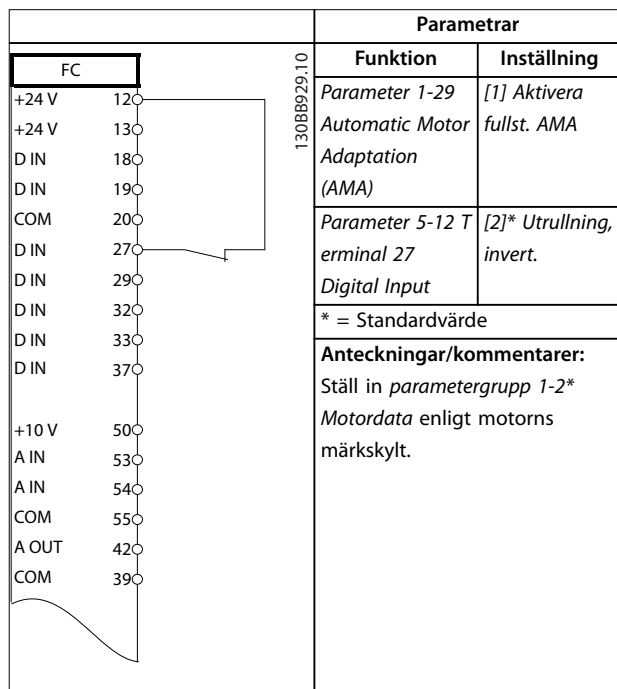 FC
+24 V 12
+24 V 13
D IN 18
D IN 19
COM 20
D IN 27
D IN 29
D IN 32
D IN 33
D IN 37
+10 V 50
A IN 53
A IN 54
COM 55
A OUT 42
COM 39
130BB929.10
Parametrar
Funktion Inställning
Parameter 1-29 [1] Aktivera
Automatic Motor fullst. AMA
Adaptation
(AMA)
Parameter 5-12 T [2]* Utrullning,
erminal 27 invert.
Digital Input
* = Standardvärde
Anteckningar/kommentarer:
Ställ in parametergrupp 1-2*
Motordata enligt motorns
märkskylt.